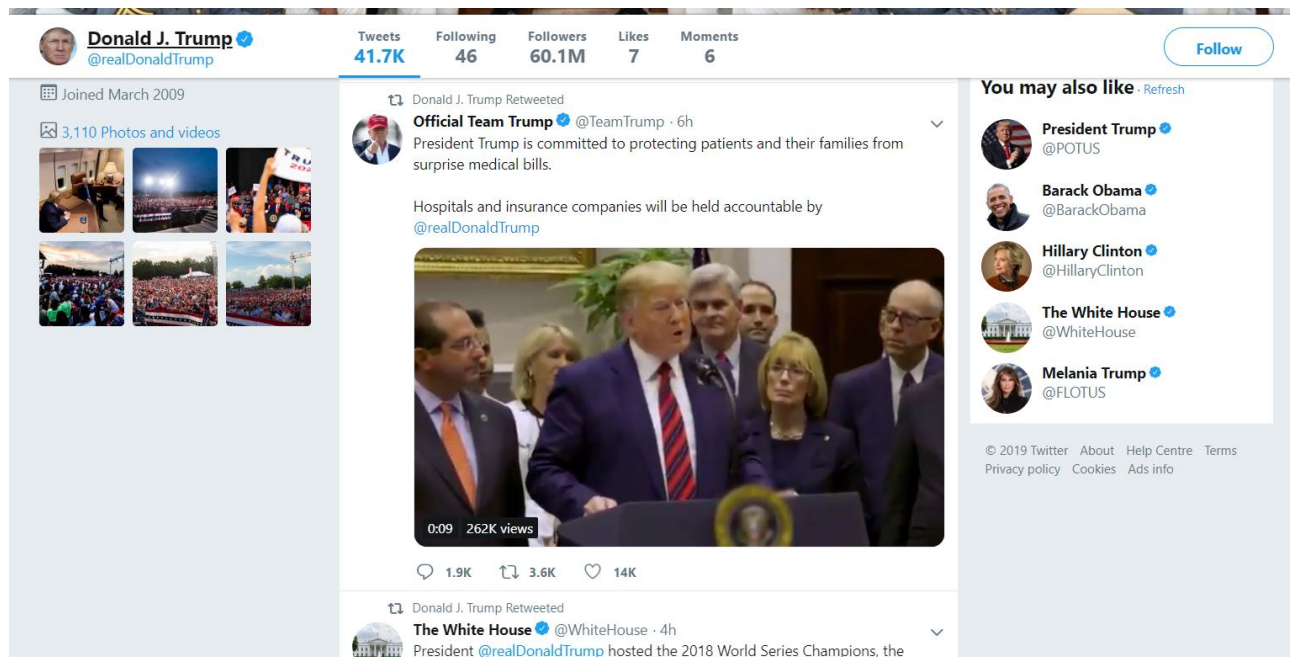 Donald J. Trump
@realDonaldTrump
Tweets Following Followers Likes Moments
41.7K 46 60.1M 7 6
Follow
Joined March 2009
3,110 Photos and videos
TRU
202
Donald J. Trump Retweeted
Official Team Trump @TeamTrump · 6h
President Trump is committed to protecting patients and their families from
surprise medical bills.
Hospitals and insurance companies will be held accountable by
@realDonaldTrump
0:09 262K views
1.9K 3.6K 14K
Donald J. Trump Retweeted
The White House @WhiteHouse · 4h
President @realDonaldTrump hosted the 2018 World Series Champions, the
You may also like · Refresh
President Trump
@POTUS
Barack Obama
@BarackObama
Hillary Clinton
@HillaryClinton
The White House
@WhiteHouse
Melania Trump
@FLOTUS
© 2019 Twitter About Help Centre Terms
Privacy policy Cookies Ads info